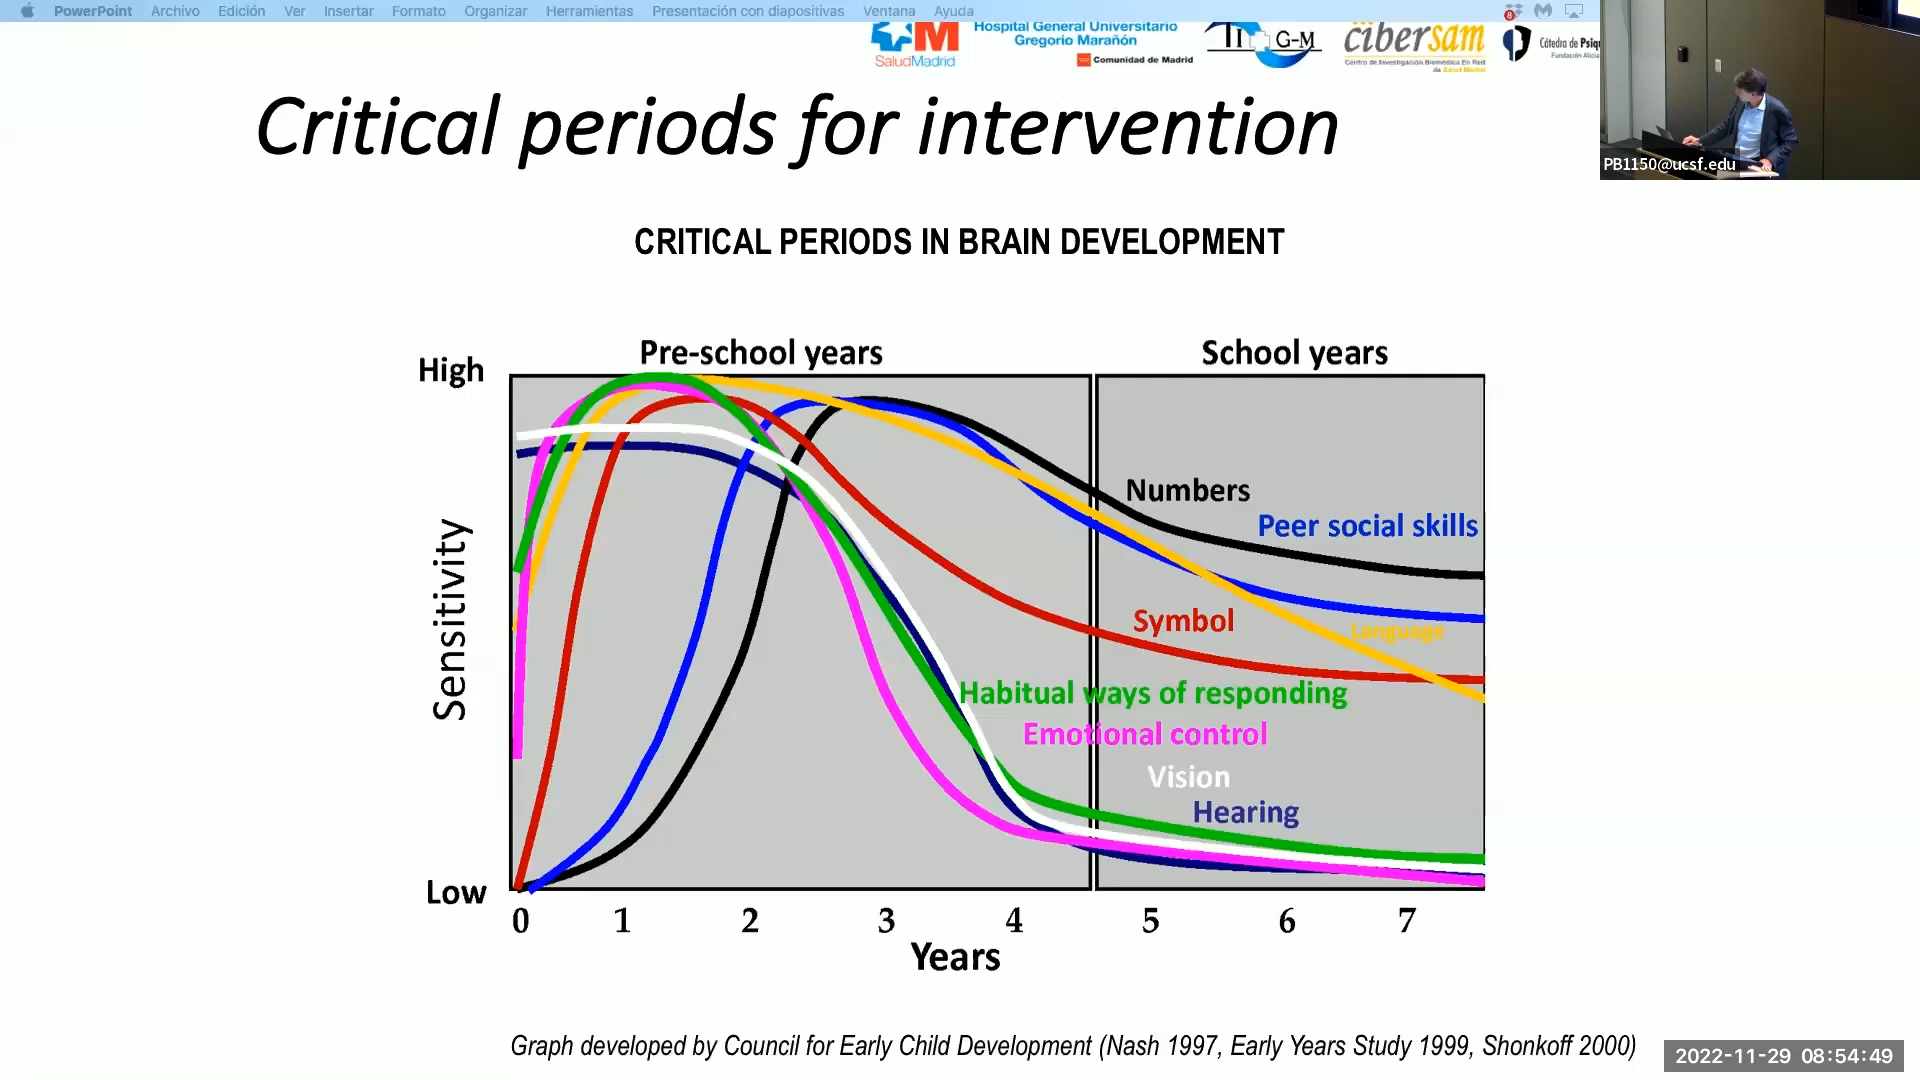 PowerPoint Archivo Edición Ver Insertar Formato Organizar Herramientas Presentación con diapositivas Ventana Ayuda
8
SaludMadrid
Hospital General Universitario
Gregorio Marañón
Comunidad de Madrid
G-M
cibersam
Centro de Investigación Biomédica En Red
de Salud Mental
Cátedra de Psiq
Fundación Alicia
PB1150@ucsf.edu
Critical periods for intervention
CRITICAL PERIODS IN BRAIN DEVELOPMENT
Pre-school years School years
High
Numbers
Peer social skills
Sensitivity
Symbol
Language
Habitual ways of responding
Emotional control
Vision
Hearing
Low
0 1 2 3 4 5 6 7
Years
Graph developed by Council for Early Child Development (Nash 1997, Early Years Study 1999, Shonkoff 2000)
2022-11-29 08:54:49